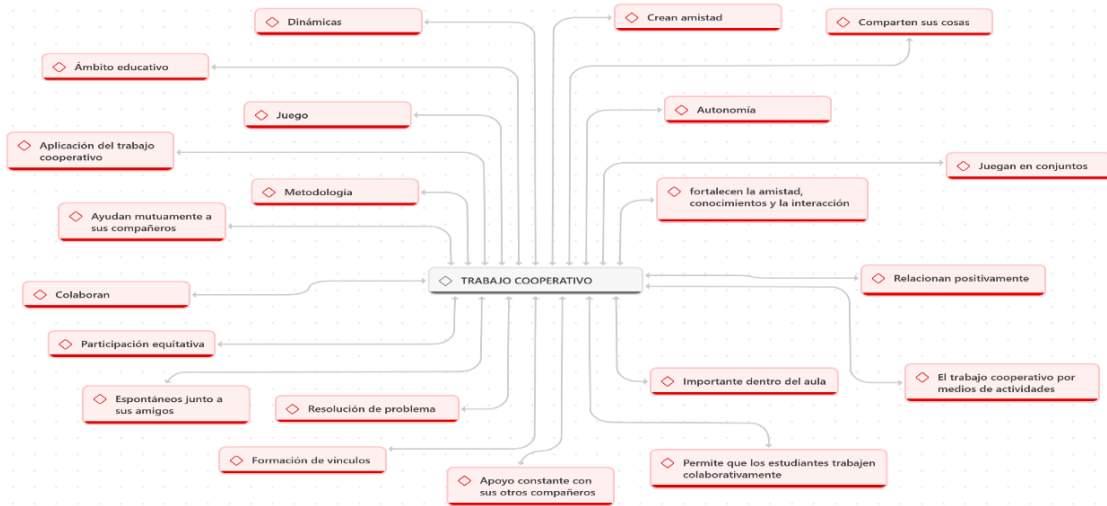 Dinámicas
Crean amistad
Comparten sus cosas
Ámbito educativo
Juego
Autonomía
Aplicación del trabajo
cooperativo
Juegan en conjuntos
Metodología
fortalecen la amistad,
conocimientos y la interacción
Ayudan mutuamente a
sus compañeros
TRABAJO COOPERATIVO
Relacionan positivamente
Colaboran
Participación equitativa
Importante dentro del aula
El trabajo cooperativo por
medios de actividades
Espontáneos junto a
sus amigos
Resolución de problema
Formación de vínculos
Permite que los estudiantes trabajen
colaborativamente
Apoyo constante con
sus otros compañeros